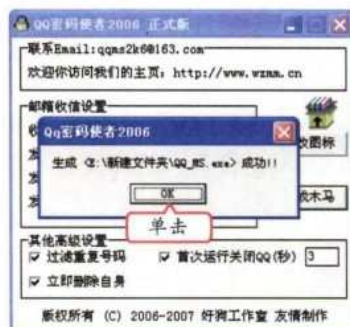 QQ密码使者2006 正式版
联系Email:qqms2k6@163.com
欢迎你访问我们的主页:http://www.wzmm.cn
邮箱收信设置
收
发
发
发
Qq密码使者2006
生成 <E:\新建文件夹\QQ_MS.exe> 成功!!
OK
单击
改图标
成木马
其他高级设置
过滤重复号码
首次运行关闭QQ(秒) 3
立即删除自身
版权所有 (C) 2006-2007 好狗工作室 友情制作